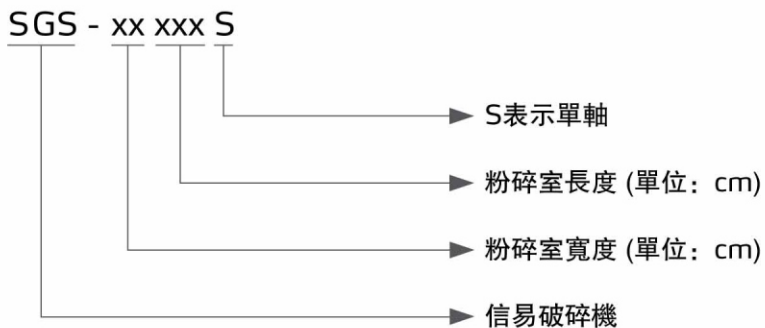 SGS - xx xxx S
S表示單軸
粉碎室長度 (單位：cm)
粉碎室寬度 (單位：cm)
信易破碎機